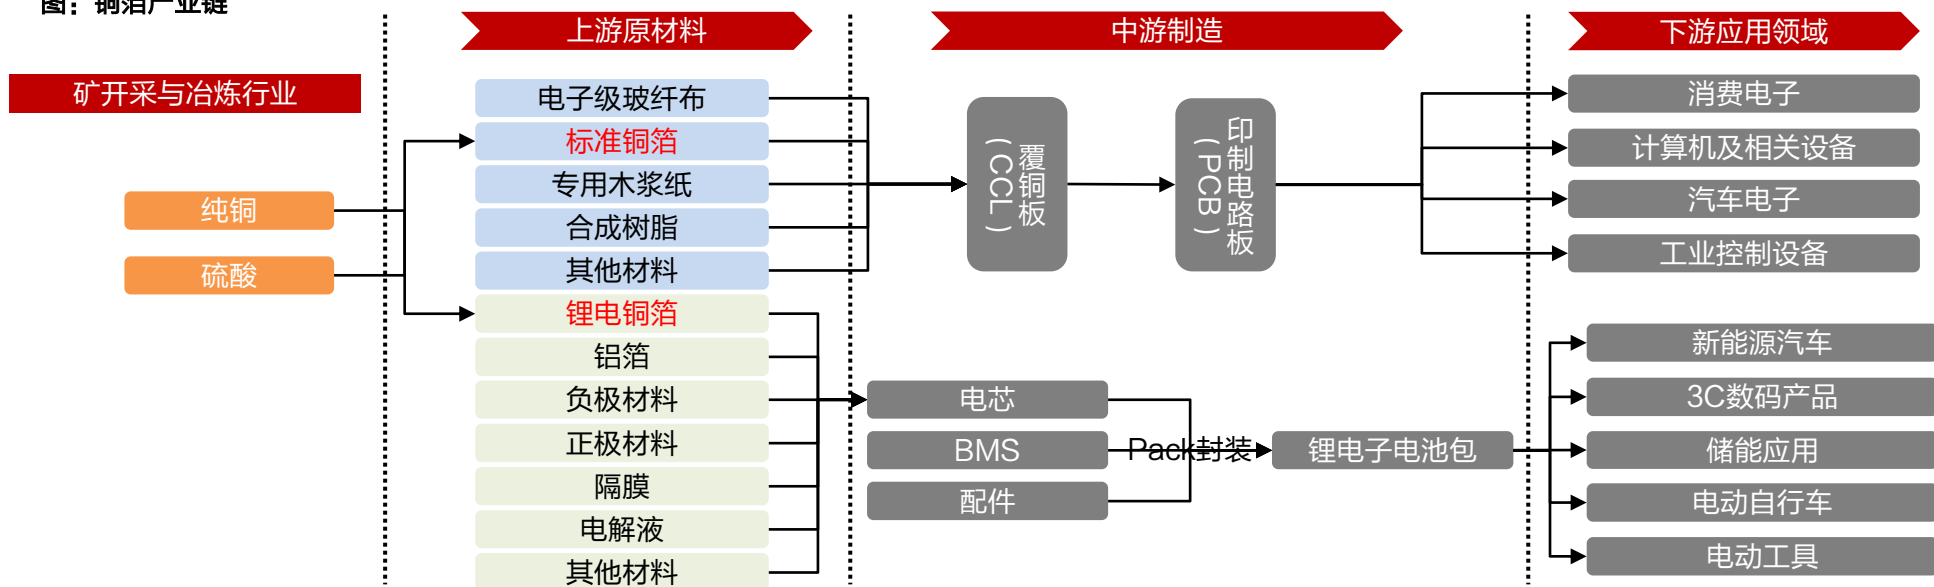 图：铜箔产业链
上游原材料
中游制造
下游应用领域
矿开采与冶炼行业
纯铜
硫酸
电子级玻纤布
标准铜箔
专用木浆纸
合成树脂
其他材料
锂电铜箔
铝箔
负极材料
正极材料
隔膜
电解液
其他材料
覆铜板
（CCL）
印制电路板
（PCB）
电芯
BMS
配件
Pack封装
锂电子电池包
消费电子
计算机及相关设备
汽车电子
工业控制设备
新能源汽车
3C数码产品
储能应用
电动自行车
电动工具